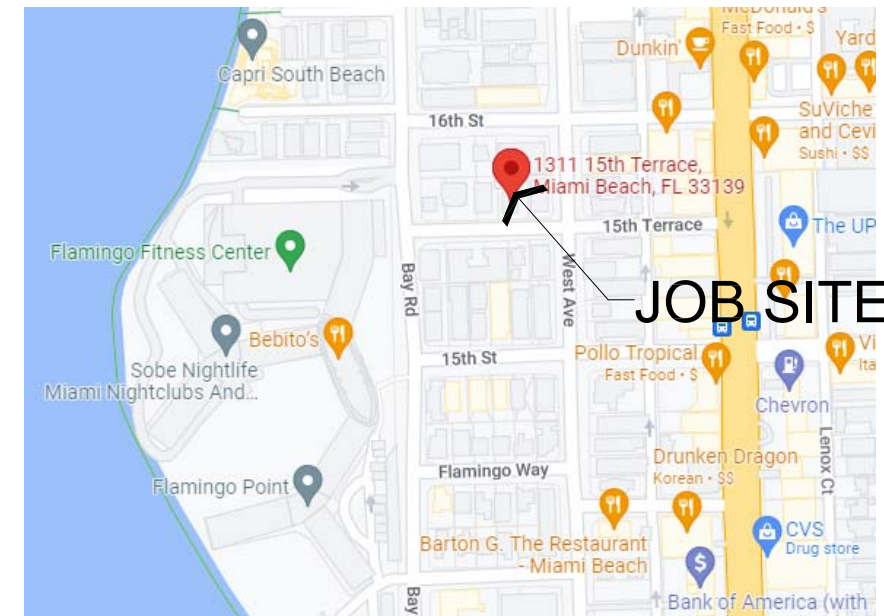 McDonald's
Fast Food • $
Dunkin'
Yard
Capri South Beach
16th St
SuViche
and Cevi
Sushi • $$
1311 15th Terrace,
Miami Beach, FL 33139
15th Terrace
The UP
Flamingo Fitness Center
Bay Rd
West Ave
JOB SITE
Bebito's
Sobe Nightlife
Miami Nightclubs And...
15th St
Pollo Tropical
Fast Food • $
Vi
Ita
Chevron
Lenox Ct
Flamingo Way
Drunken Dragon
Korean • $$
Flamingo Point
Barton G. The Restaurant
- Miami Beach
CVS
Drug store
Bay
Bank of America (with